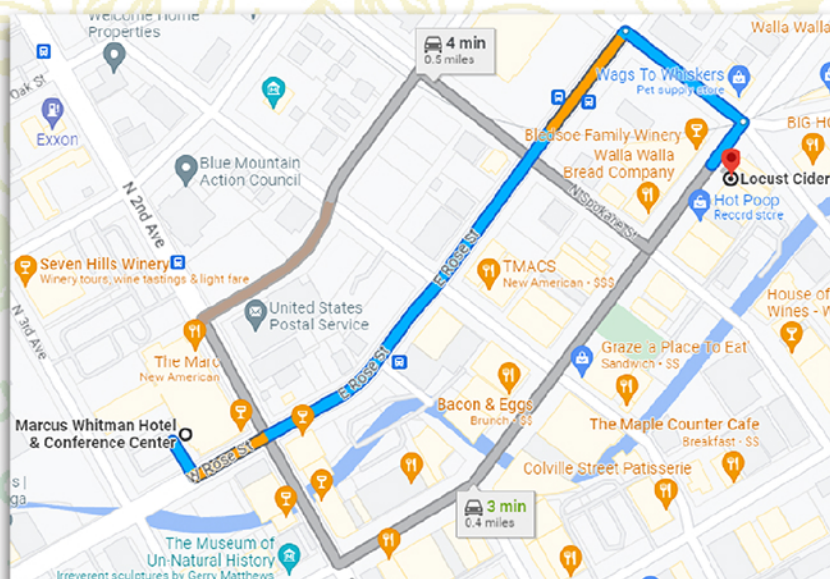 Welcome Home
Properties
Walla Walla
4 min
0.5 miles
Oak St
Wags To Whiskers
Pet supply store
Exxon
Bledsoe Family Winery
BIG HO
Walla Walla
Bread Company
Blue Mountain
Action Council
Locust Cider
N Spokane St
Hot Poop
Record store
N 2nd Ave
E Rose St
Seven Hills Winery
Winery tours, wine tastings & light fare
TMACS
New American · $$$
House of
Wines - W
United States
Postal Service
N 3rd Ave
Graze a Place To Eat
Sandwich · $$
The Marc
New American
E Rose St
Bacon & Eggs
Brunch · $$
Marcus Whitman Hotel
& Conference Center
The Maple Counter Cafe
Breakfast · $$
W Rose St
Colville Street Patisserie
3 min
0.4 miles
The Museum of
Un-Natural History
Irreverent sculptures by Gerry Matthews